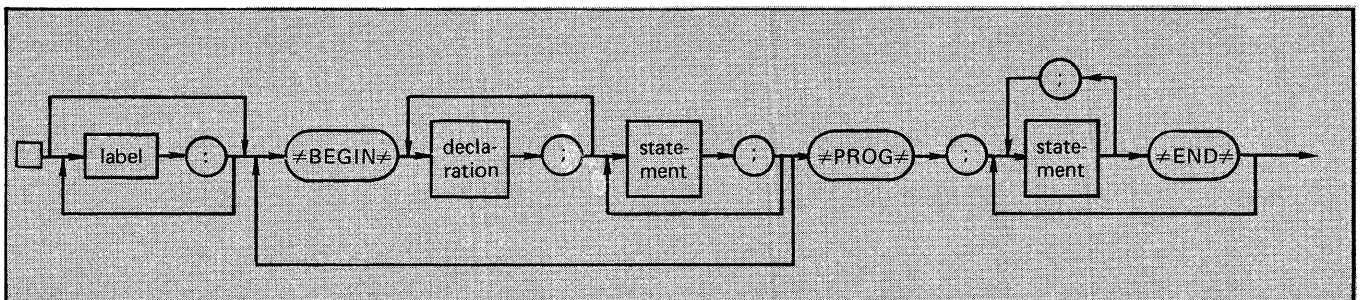 ;
label
:
≠BEGIN≠
decla-
ration
;
state-
ment
;
≠PROG≠
;
state-
ment
≠END≠